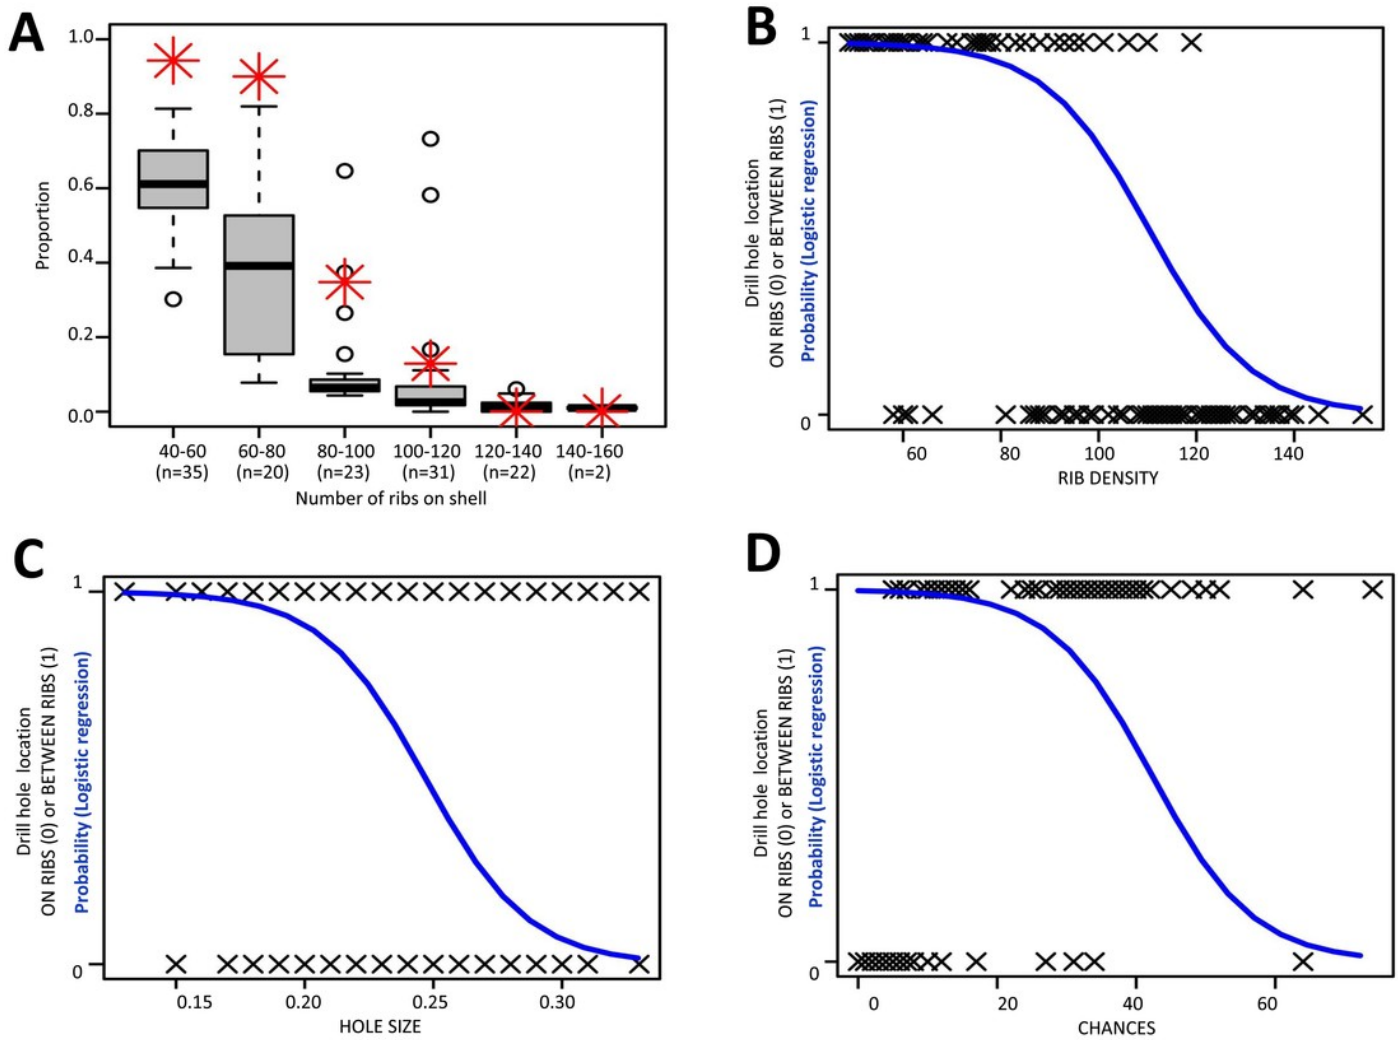 A
1.0
0.8
0.6
0.4
0.2
0.0
Proportion
40-60 60-80 80-100 100-120 120-140 140-160
(n=35) (n=20) (n=23) (n=31) (n=22) (n=2)
Number of ribs on shell
B
1
0
Drill hole location
ON RIBS (0) or BETWEEN RIBS (1)
Probability (Logistic regression)
60 80 100 120 140
RIB DENSITY
C
1
0
Drill hole location
ON RIBS (0) or BETWEEN RIBS (1)
Probability (Logistic regression)
0.15 0.20 0.25 0.30
HOLE SIZE
D
1
0
Drill hole location
ON RIBS (0) or BETWEEN RIBS (1)
Probability (Logistic regression)
0 20 40 60
CHANCES